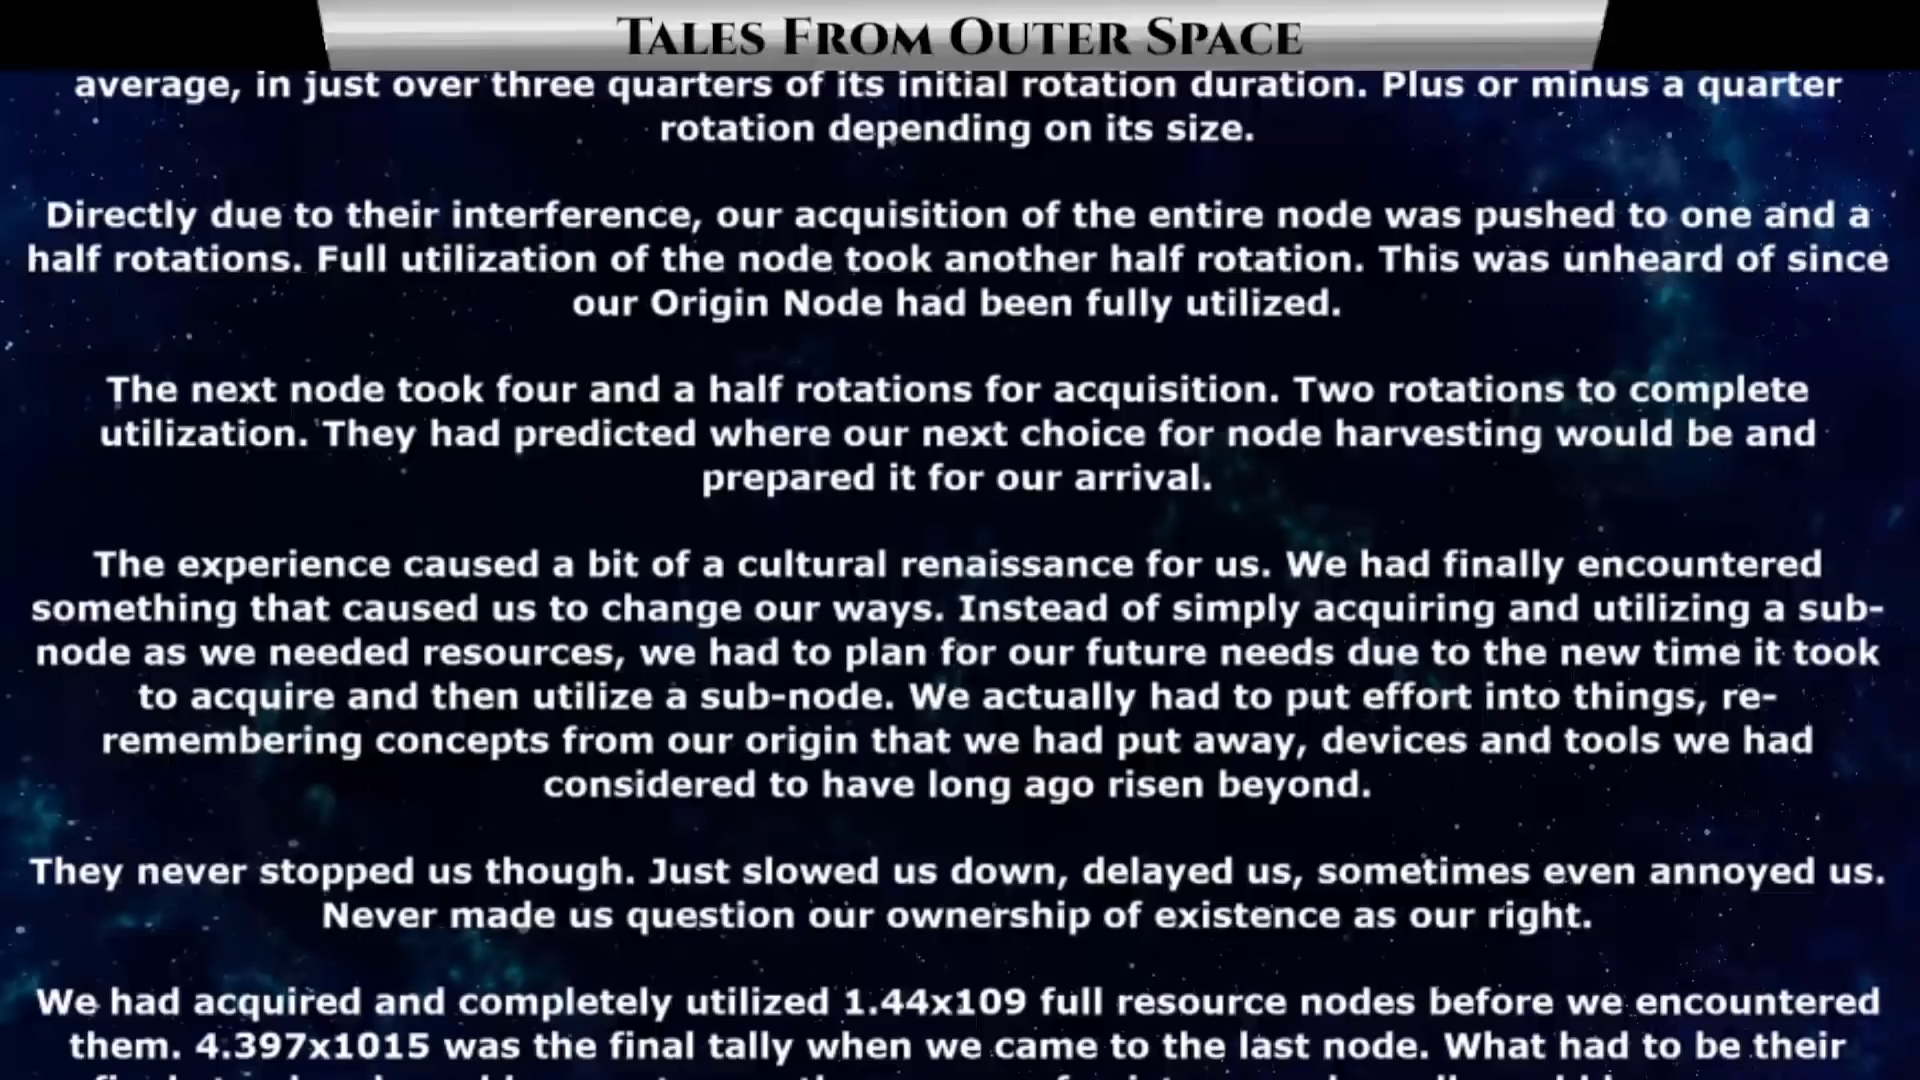 Tales From Outer Space
average, in just over three quarters of its initial rotation duration. Plus or minus a quarter
rotation depending on its size.
Directly due to their interference, our acquisition of the entire node was pushed to one and a
half rotations. Full utilization of the node took another half rotation. This was unheard of since
our Origin Node had been fully utilized.
The next node took four and a half rotations for acquisition. Two rotations to complete
utilization. They had predicted where our next choice for node harvesting would be and
prepared it for our arrival.
The experience caused a bit of a cultural renaissance for us. We had finally encountered
something that caused us to change our ways. Instead of simply acquiring and utilizing a sub-
node as we needed resources, we had to plan for our future needs due to the new time it took
to acquire and then utilize a sub-node. We actually had to put effort into things, re-
remembering concepts from our origin that we had put away, devices and tools we had
considered to have long ago risen beyond.
They never stopped us though. Just slowed us down, delayed us, sometimes even annoyed us.
Never made us question our ownership of existence as our right.
We had acquired and completely utilized 1.44x109 full resource nodes before we encountered
them. 4.397x1015 was the final tally when we came to the last node. What had to be their